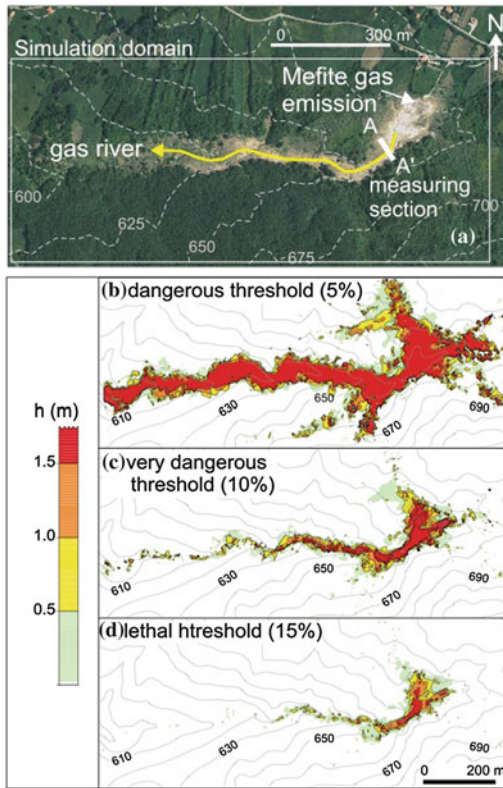 Simulation domain
0 300 m
N
Mefite gas
emission
A
gas river
A'
measuring
section
600
625
650
675
700
(a)
(b) dangerous threshold (5%)
610
630
650
670
690
h (m)
1.5
1.0
0.5
(c) very dangerous
threshold (10%)
610
630
650
670
690
(d) lethal htreshold (15%)
610
630
650
670
690
0 200 m